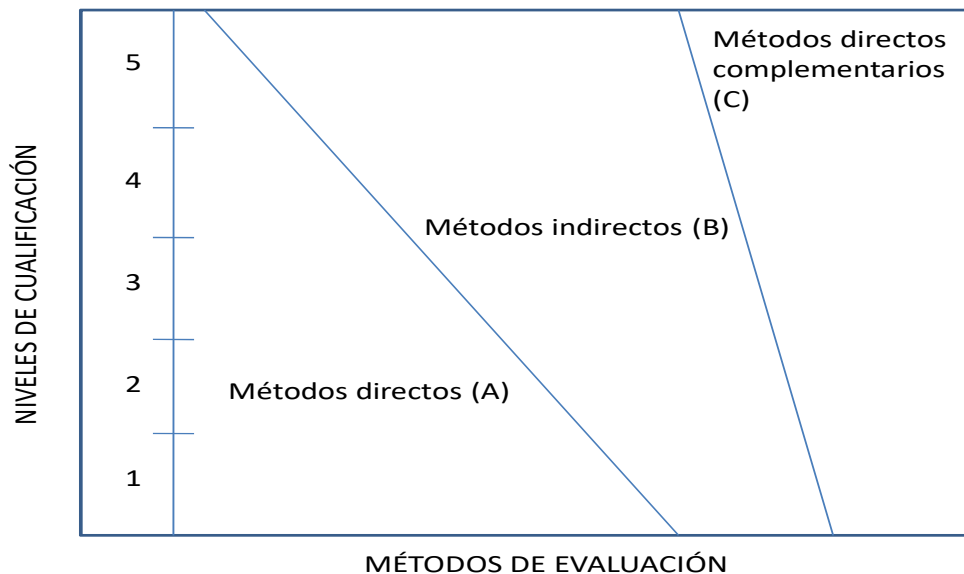 Métodos directos
complementarios
(C)
5
4
Métodos indirectos (B)
3
2
Métodos directos (A)
1
NIVELES DE CUALIFICACIÓN
MÉTODOS DE EVALUACIÓN